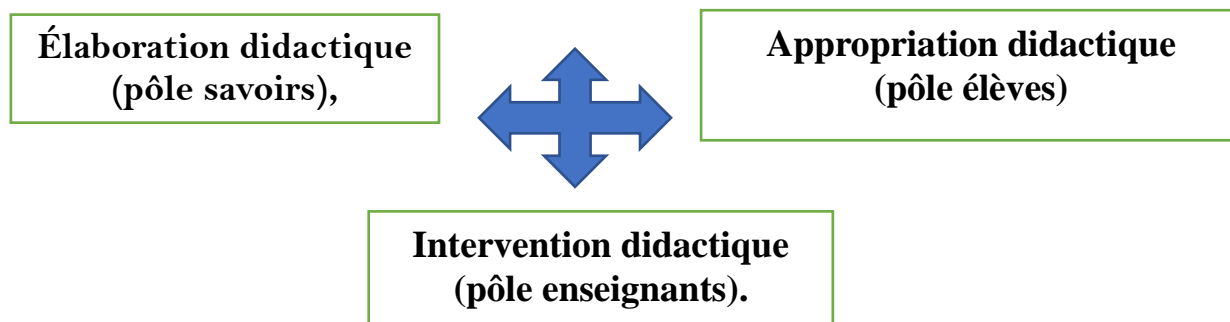 Élaboration didactique
(pôle savoirs),
Appropriation didactique
(pôle élèves)
Intervention didactique
(pôle enseignants).